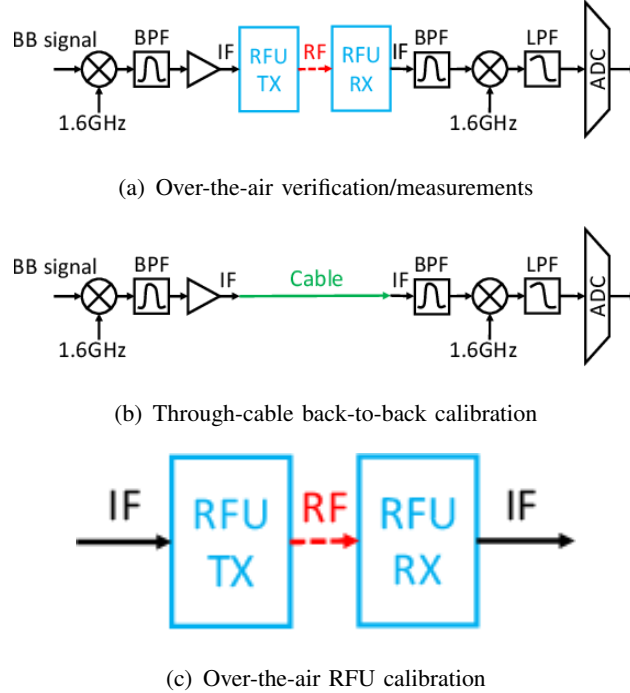 BB signal BPF IF RFU TX RF RFU RX IF BPF LPF ADC
1.6GHz 1.6GHz
(a) Over-the-air verification/measurements
BB signal BPF IF Cable IF BPF LPF ADC
1.6GHz 1.6GHz
(b) Through-cable back-to-back calibration
IF RFU RF RFU IF
TX RX
(c) Over-the-air RFU calibration